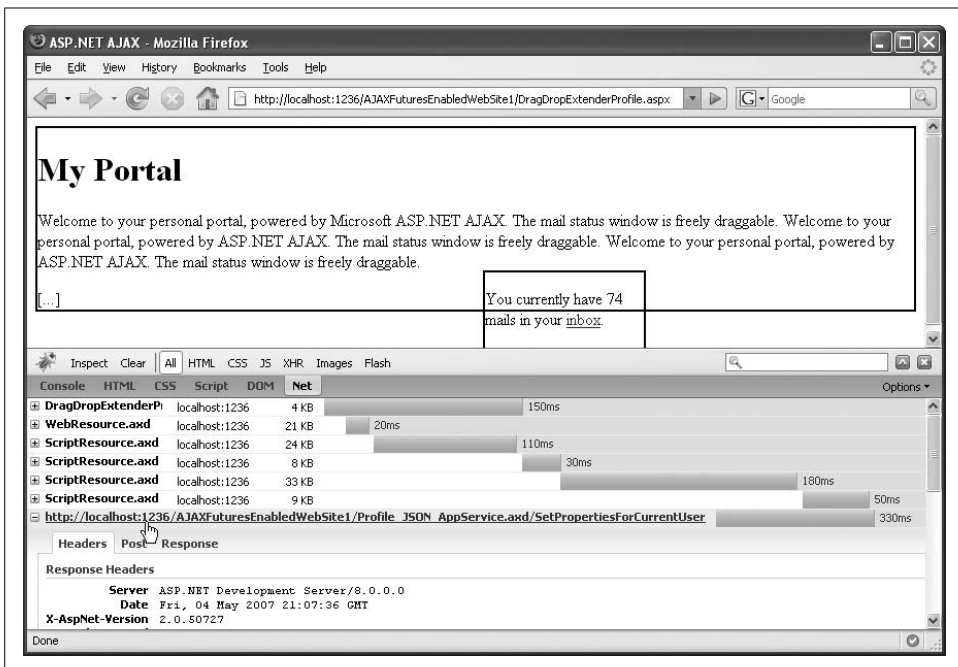 ASP.NET AJAX - Mozilla Firefox
File Edit View History Bookmarks Tools Help
http://localhost:1236/AJAXFuturesEnabledWebSite1/DragDropExtenderProfile.aspx
G Google
My Portal
Welcome to your personal portal, powered by Microsoft ASP.NET AJAX. The mail status window is freely draggable. Welcome to your
personal portal, powered by ASP.NET AJAX. The mail status window is freely draggable. Welcome to your personal portal, powered by
ASP.NET AJAX. The mail status window is freely draggable.
[...]
You currently have 74
mails in your inbox.
Inspect Clear All HTML CSS JS XHR Images Flash
Console HTML CSS Script DOM Net Options
DragDropExtenderP localhost:1236 4 KB 150ms
WebResource.axd localhost:1236 21 KB 20ms
ScriptResource.axd localhost:1236 24 KB 110ms
ScriptResource.axd localhost:1236 8 KB 30ms
ScriptResource.axd localhost:1236 33 KB 180ms
ScriptResource.axd localhost:1236 9 KB 50ms
http://localhost:1236/AJAXFuturesEnabledWebSite1/Profile_JSON_AppService.axd/SetPropertiesForCurrentUser 330ms
Headers Post Response
Response Headers
Server ASP.NET Development Server/8.0.0.0
Date Fri, 04 May 2007 21:07:36 GMT
X-AspNet-Version 2.0.50727
Done